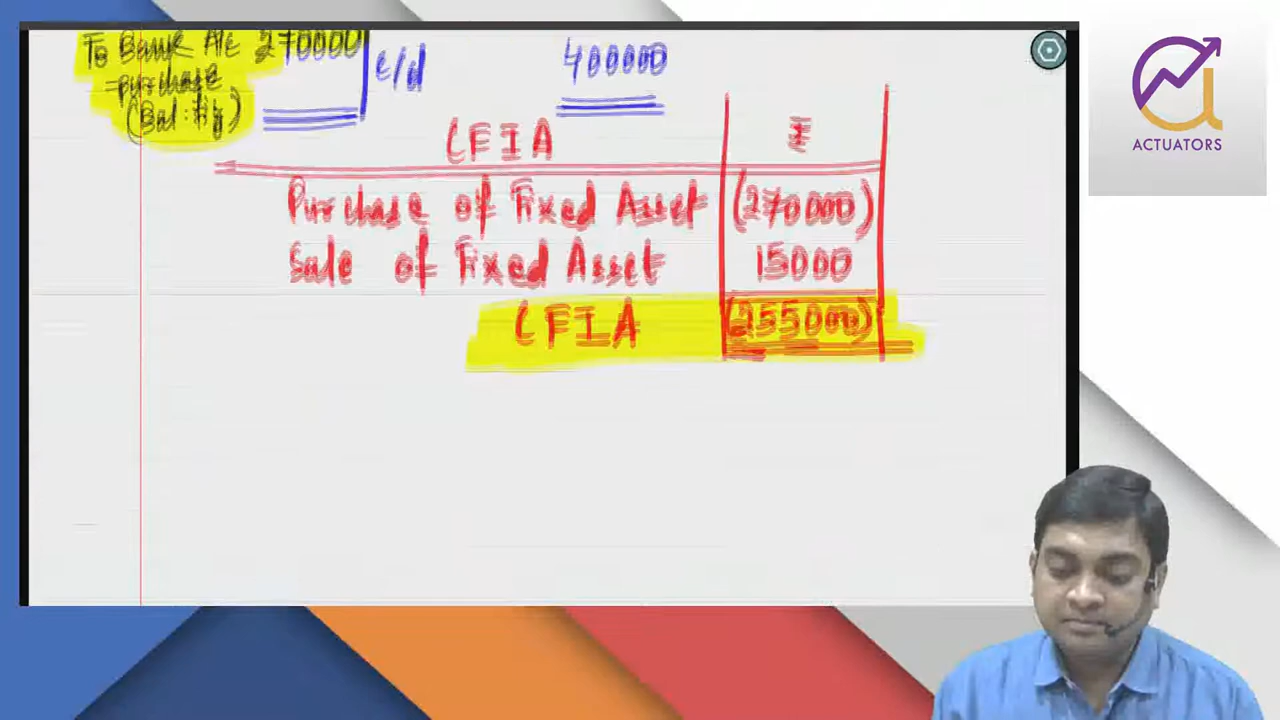 To Bank A/c 270000
=purchase c/d 400000
(Bal: fig)
CFIA ₹
Purchase of Fixed Asset (270000)
Sale of Fixed Asset 15000
CFIA (255000)
ACTUATORS